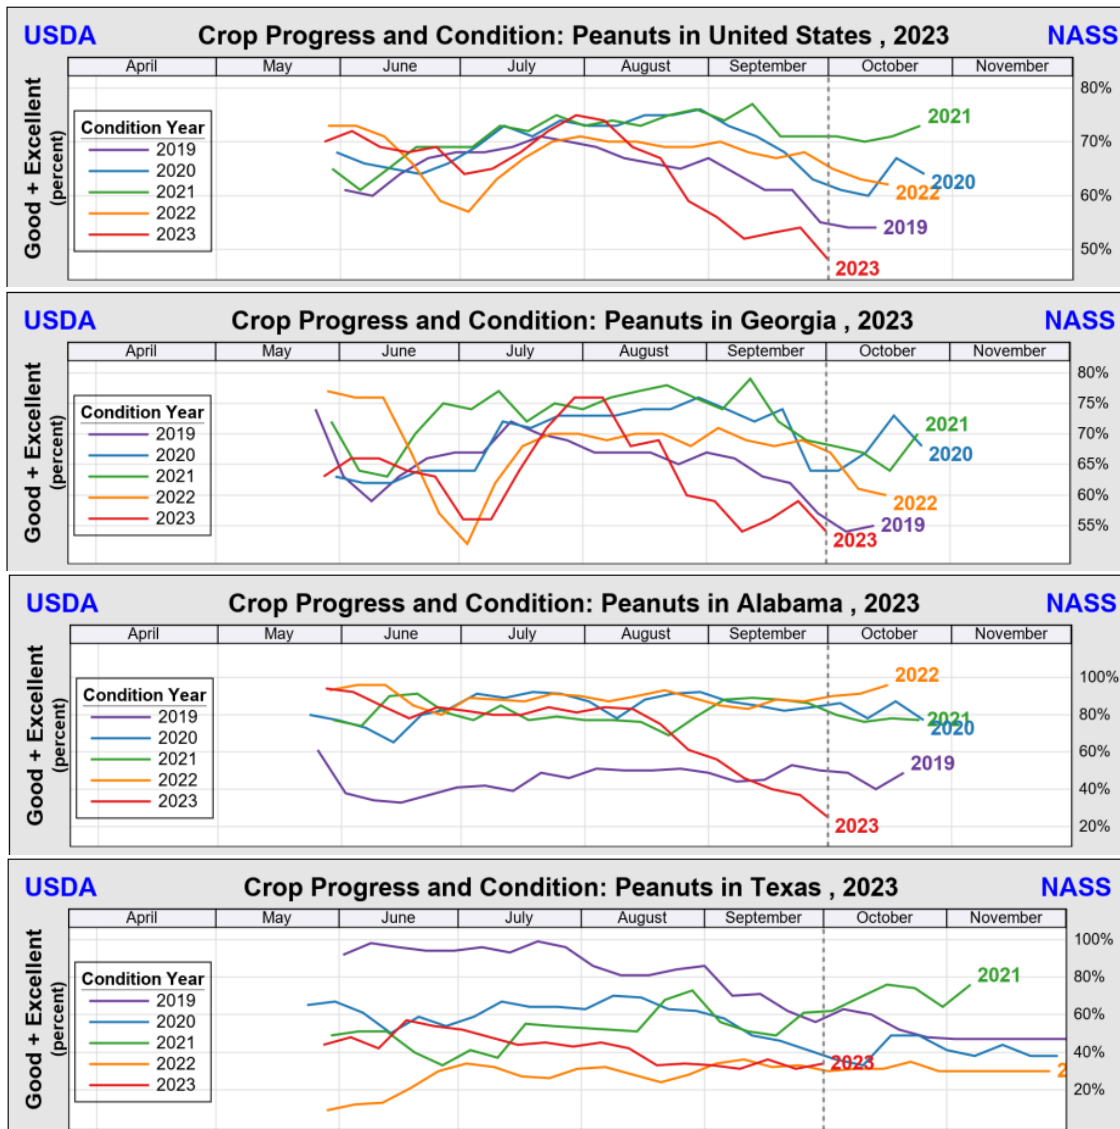 USDA Crop Progress and Condition: Peanuts in United States , 2023 NASS
April May June July August September October November
Good + Excellent
(percent)
Condition Year
2019
2020
2021
2022
2023
80%
70%
60%
50%
2021
2020
2022
2019
2023
USDA Crop Progress and Condition: Peanuts in Georgia , 2023 NASS
April May June July August September October November
Good + Excellent
(percent)
Condition Year
2019
2020
2021
2022
2023
80%
75%
70%
65%
60%
55%
2021
2020
2022
2019
2023
USDA Crop Progress and Condition: Peanuts in Alabama , 2023 NASS
April May June July August September October November
Good + Excellent
(percent)
Condition Year
2019
2020
2021
2022
2023
100%
80%
60%
40%
20%
2022
2021
2020
2019
2023
USDA Crop Progress and Condition: Peanuts in Texas , 2023 NASS
April May June July August September October November
Good + Excellent
(percent)
Condition Year
2019
2020
2021
2022
2023
100%
80%
60%
40%
20%
2021
2023
2